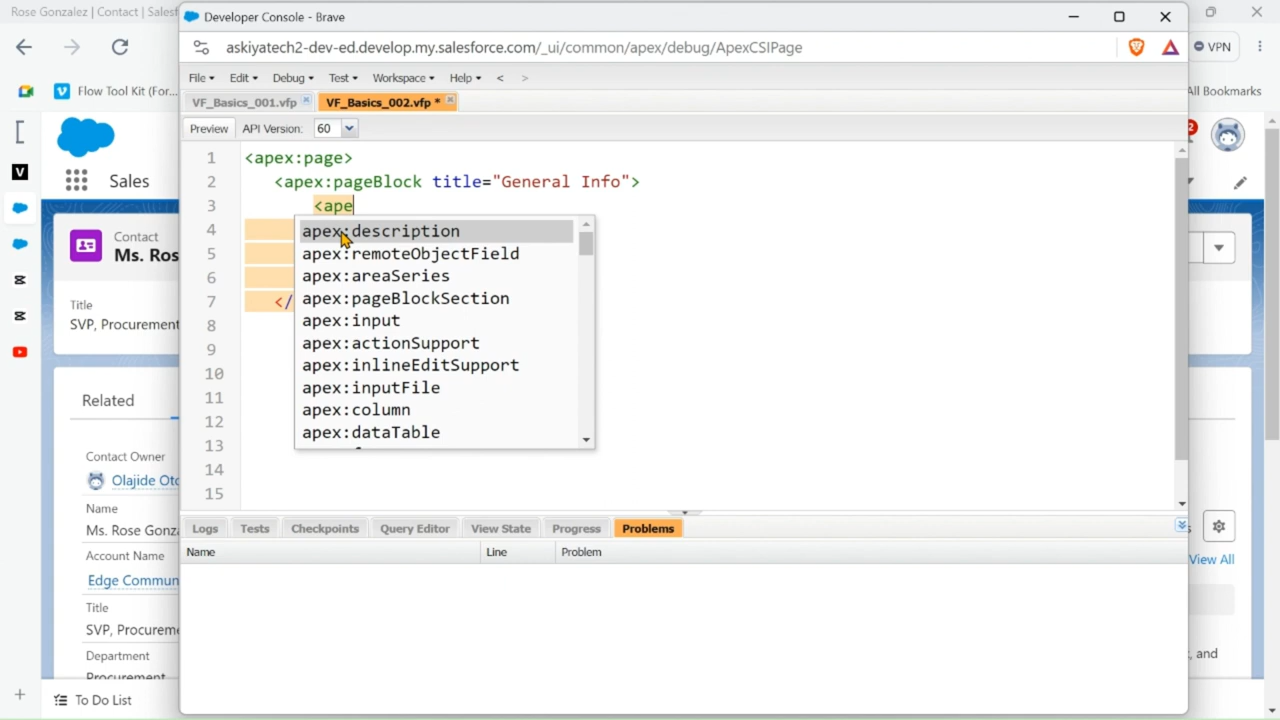 Rose Gonzalez | Contact | Salesf
Developer Console - Brave
askiyatech2-dev-ed.develop.my.salesforce.com/_ui/common/apex/debug/ApexCSIPage
VPN
Flow Tool Kit (For...
All Bookmarks
File
Edit
Debug
Test
Workspace
Help
<
>
VF_Basics_001.vfp
VF_Basics_002.vfp *
Preview
API Version:
60
1 <apex:page>
2 <apex:pageBlock title="General Info">
3 <ape
4
5
6
7 </
8
9
10
11
12
13
14
15
apex:description
apex:remoteObjectField
apex:areaSeries
apex:pageBlockSection
apex:input
apex:actionSupport
apex:inlineEditSupport
apex:inputFile
apex:column
apex:dataTable
Logs
Tests
Checkpoints
Query Editor
View State
Progress
Problems
Name
Line
Problem
V
2
Sales
Contact
Ms. Ros
Title
SVP, Procurement
Related
Contact Owner
Olajide Oto
Name
Ms. Rose Gonza
Account Name
Edge Commun
Title
SVP, Procureme
Department
Procurement
To Do List
View All
, and